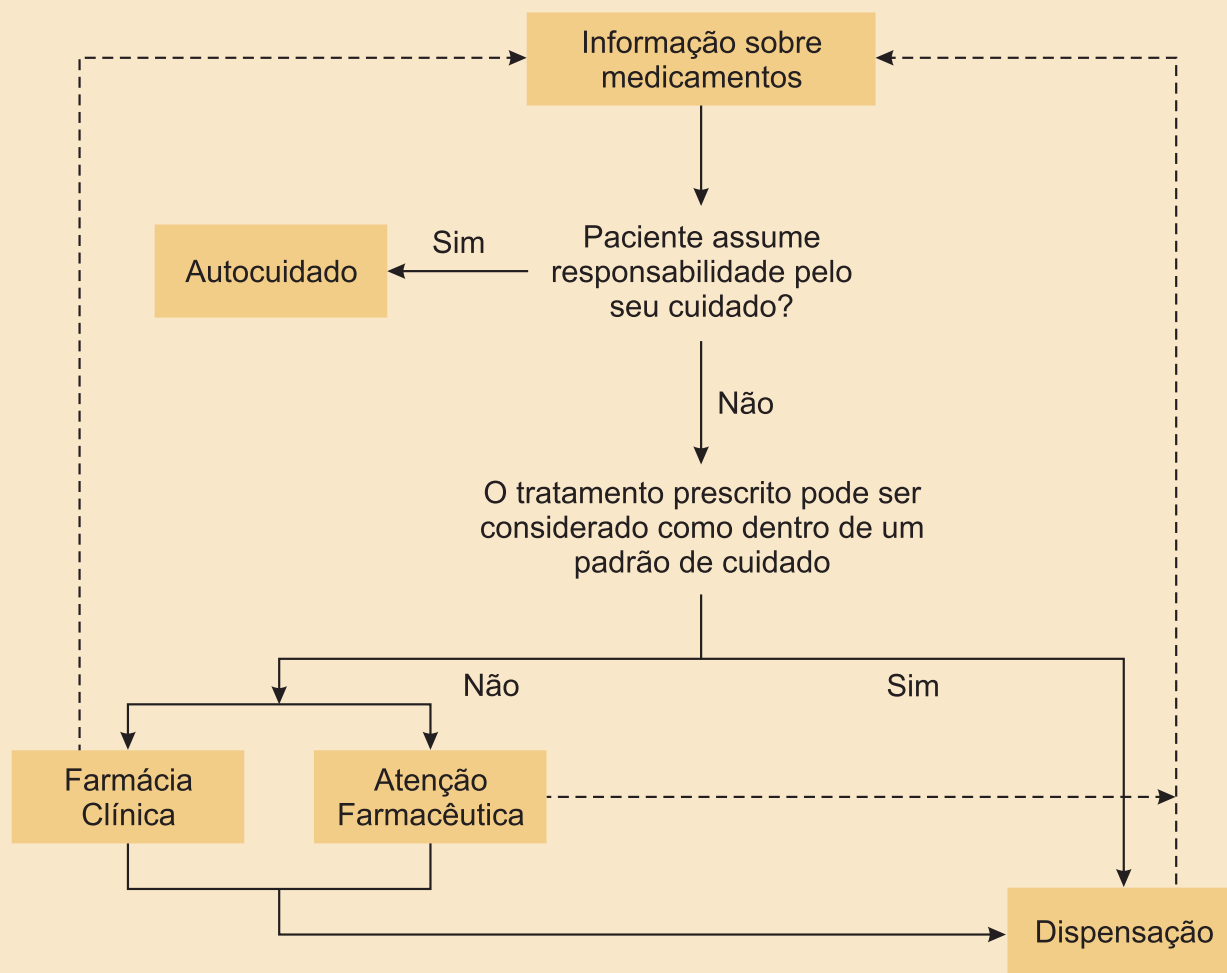 Informação sobre
medicamentos
Sim
Autocuidado
Paciente assume
responsabilidade pelo
seu cuidado?
Não
O tratamento prescrito pode ser
considerado como dentro de um
padrão de cuidado
Não
Sim
Farmácia
Clínica
Atenção
Farmacêutica
Dispensação